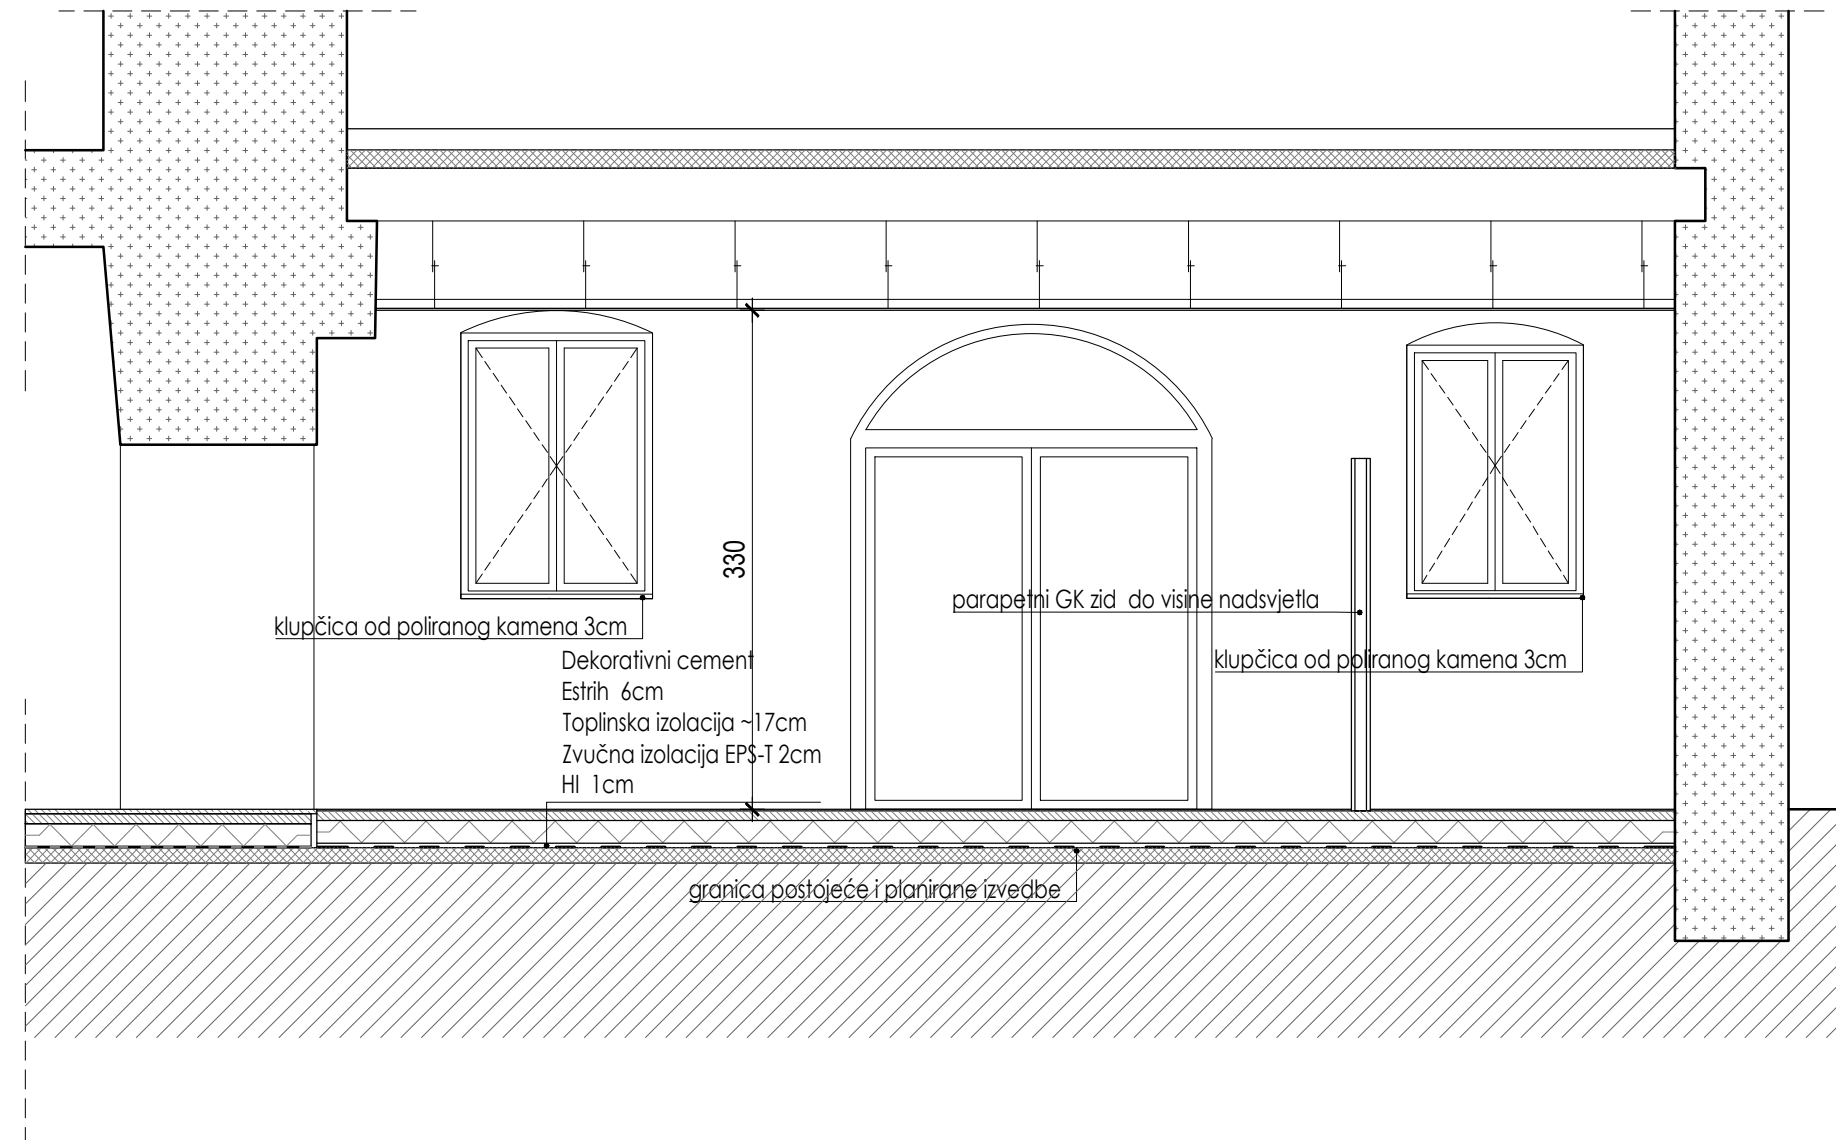 330
parapetni GK zid do visine nadsvjetla
klupčica od poliranog kamena 3cm
klupčica od poliranog kamena 3cm
Dekorativni cement
Estrih 6cm
Toplinska izolacija ~17cm
Zvučna izolacija EPS-T 2cm
HI 1cm
granica postojeće i planirane izvedbe